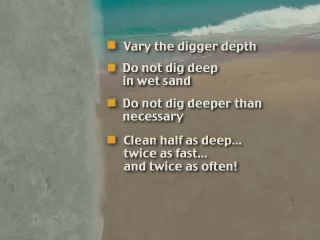 Vary the digger depth
Do not dig deep
in wet sand
Do not dig deeper than
necessary
Clean half as deep...
twice as fast...
and twice as often!